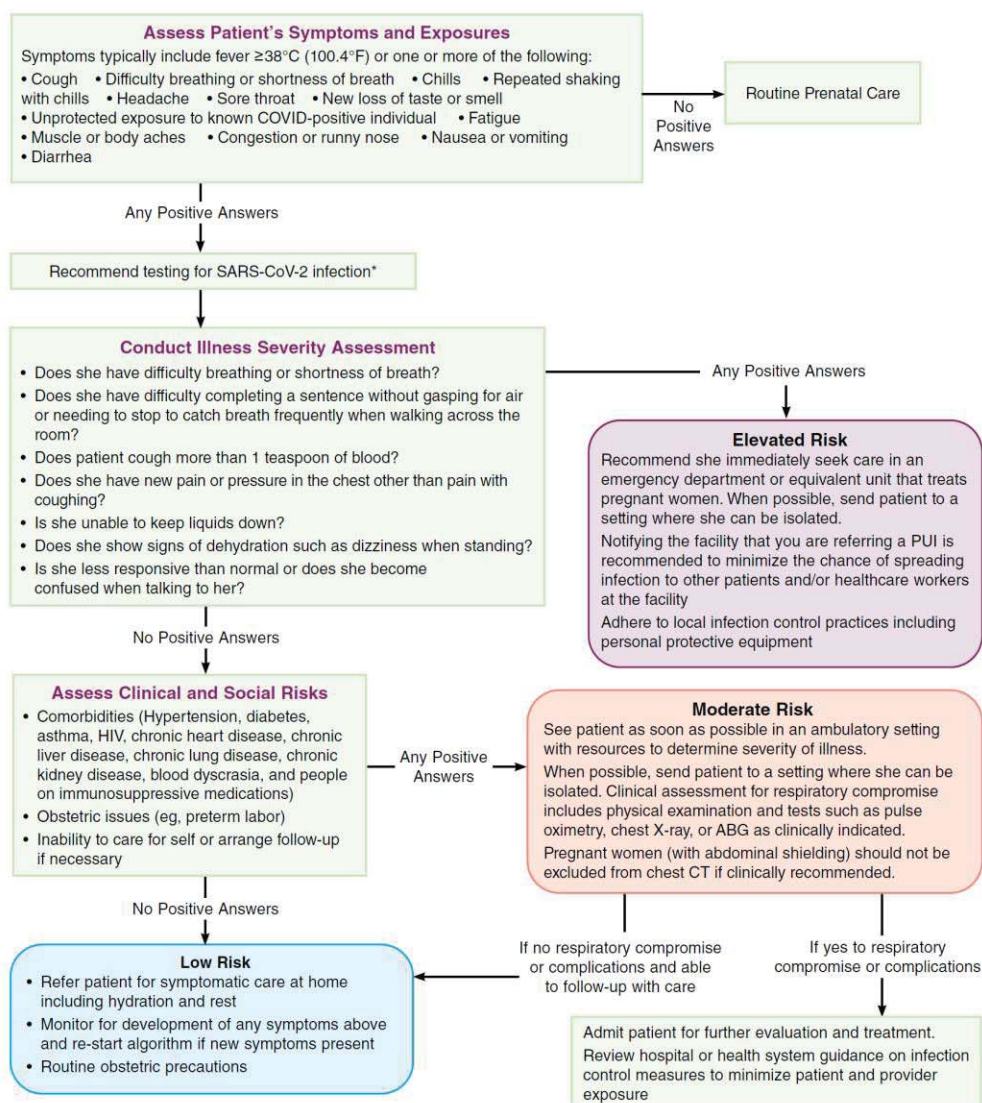 Assess Patient's Symptoms and Exposures
Symptoms typically include fever ≥38°C (100.4°F) or one or more of the following:
• Cough • Difficulty breathing or shortness of breath • Chills • Repeated shaking
with chills • Headache • Sore throat • New loss of taste or smell
• Unprotected exposure to known COVID-positive individual • Fatigue
• Muscle or body aches • Congestion or runny nose • Nausea or vomiting
• Diarrhea
No
Positive
Answers
Routine Prenatal Care
Any Positive Answers
Recommend testing for SARS-CoV-2 infection*
Conduct Illness Severity Assessment
• Does she have difficulty breathing or shortness of breath?
• Does she have difficulty completing a sentence without gasping for air
or needing to stop to catch breath frequently when walking across the
room?
• Does patient cough more than 1 teaspoon of blood?
• Does she have new pain or pressure in the chest other than pain with
coughing?
• Is she unable to keep liquids down?
• Does she show signs of dehydration such as dizziness when standing?
• Is she less responsive than normal or does she become
confused when talking to her?
Any Positive Answers
Elevated Risk
Recommend she immediately seek care in an
emergency department or equivalent unit that treats
pregnant women. When possible, send patient to a
setting where she can be isolated.
Notifying the facility that you are referring a PUI is
recommended to minimize the chance of spreading
infection to other patients and/or healthcare workers
at the facility
Adhere to local infection control practices including
personal protective equipment
No Positive Answers
Assess Clinical and Social Risks
• Comorbidities (Hypertension, diabetes,
asthma, HIV, chronic heart disease, chronic
liver disease, chronic lung disease, chronic
kidney disease, blood dyscrasia, and people
on immunosuppressive medications)
• Obstetric issues (eg, preterm labor)
• Inability to care for self or arrange follow-up
if necessary
Any Positive
Answers
Moderate Risk
See patient as soon as possible in an ambulatory setting
with resources to determine severity of illness.
When possible, send patient to a setting where she can be
isolated. Clinical assessment for respiratory compromise
includes physical examination and tests such as pulse
oximetry, chest X-ray, or ABG as clinically indicated.
Pregnant women (with abdominal shielding) should not be
excluded from chest CT if clinically recommended.
No Positive Answers
Low Risk
• Refer patient for symptomatic care at home
including hydration and rest
• Monitor for development of any symptoms above
and re-start algorithm if new symptoms present
• Routine obstetric precautions
If no respiratory compromise
or complications and able
to follow-up with care
If yes to respiratory
compromise or complications
Admit patient for further evaluation and treatment.
Review hospital or health system guidance on infection
control measures to minimize patient and provider
exposure